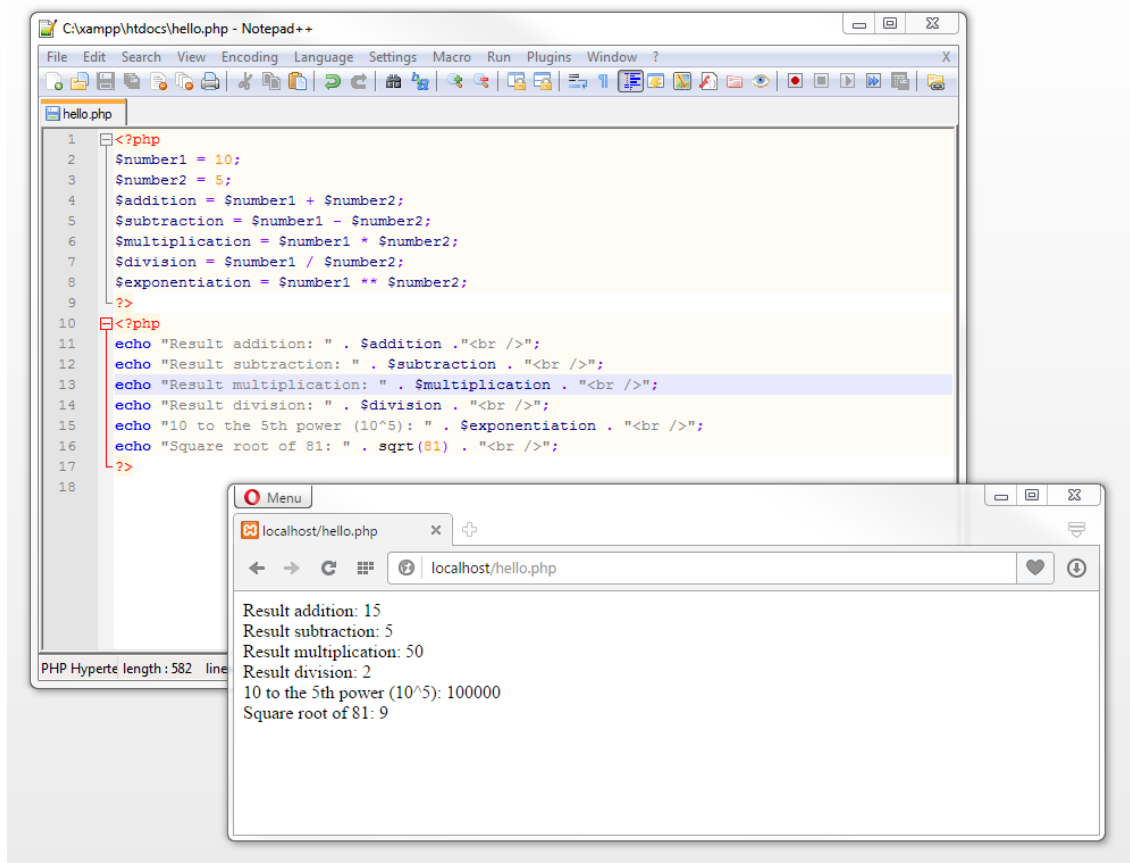 C:\xampp\htdocs\hello.php - Notepad++
File Edit Search View Encoding Language Settings Macro Run Plugins Window ? X
hello.php
1 <?php
2 $number1 = 10;
3 $number2 = 5;
4 $addition = $number1 + $number2;
5 $subtraction = $number1 - $number2;
6 $multiplication = $number1 * $number2;
7 $division = $number1 / $number2;
8 $exponentiation = $number1 ** $number2;
9 ?>
10 <?php
11 echo "Result addition: " . $addition ."<br />";
12 echo "Result subtraction: " . $subtraction . "<br />";
13 echo "Result multiplication: " . $multiplication . "<br />";
14 echo "Result division: " . $division . "<br />";
15 echo "10 to the 5th power (10^5): " . $exponentiation . "<br />";
16 echo "Square root of 81: " . sqrt(81) . "<br />";
17 ?>
18
PHP Hyperte length : 582 line
Menu
localhost/hello.php
localhost/hello.php
Result addition: 15
Result subtraction: 5
Result multiplication: 50
Result division: 2
10 to the 5th power (10^5): 100000
Square root of 81: 9